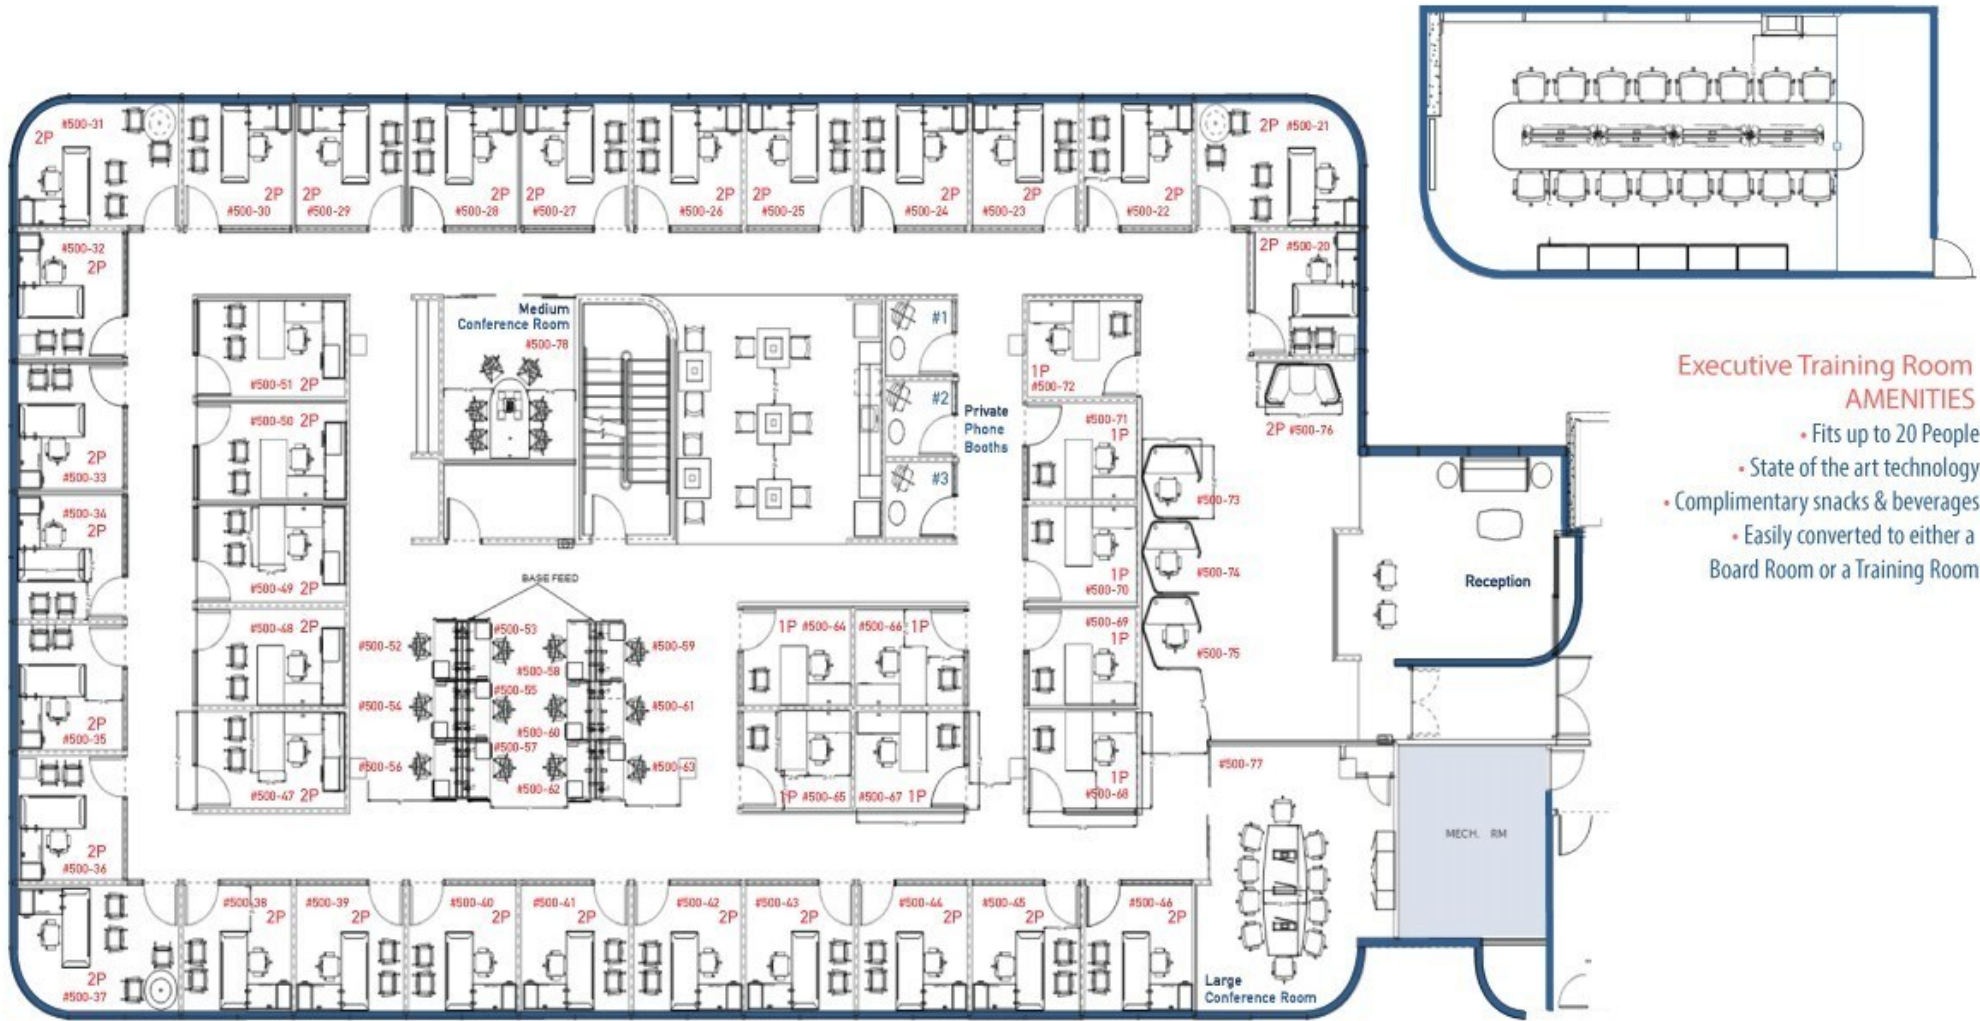 2P #500-31
2P
#500-30
2P
#500-29
2P
#500-28
2P
#500-27
2P
#500-26
2P
#500-25
2P
#500-24
2P
#500-23
2P
#500-22
2P #500-21
2P #500-20
#500-32
2P
2P
#500-33
#500-34
2P
2P
#500-35
2P
#500-36
2P
#500-37
#500-51 2P
#500-50 2P
#500-49 2P
#500-48 2P
#500-47 2P
Medium
Conference Room
#500-78
#1
#2
#3
Private
Phone
Booths
1P
#500-72
#500-71
1P
1P
#500-70
#500-69
1P
1P
#500-68
#500-73
#500-74
#500-75
2P #500-76
Reception
BASE FEED
#500-52
#500-53
#500-58
#500-59
#500-54
#500-55
#500-60
#500-61
#500-56
#500-57
#500-62
#500-63
1P #500-64
#500-66 1P
1P #500-65
#500-67 1P
#500-77
MECH. RM
Large
Conference Room
#500-38
2P
#500-39
2P
#500-40
2P
#500-41
2P
#500-42
2P
#500-43
2P
#500-44
2P
#500-45
2P
#500-46
2P
Executive Training Room
AMENITIES
• Fits up to 20 People
• State of the art technology
• Complimentary snacks & beverages
• Easily converted to either a
Board Room or a Training Room